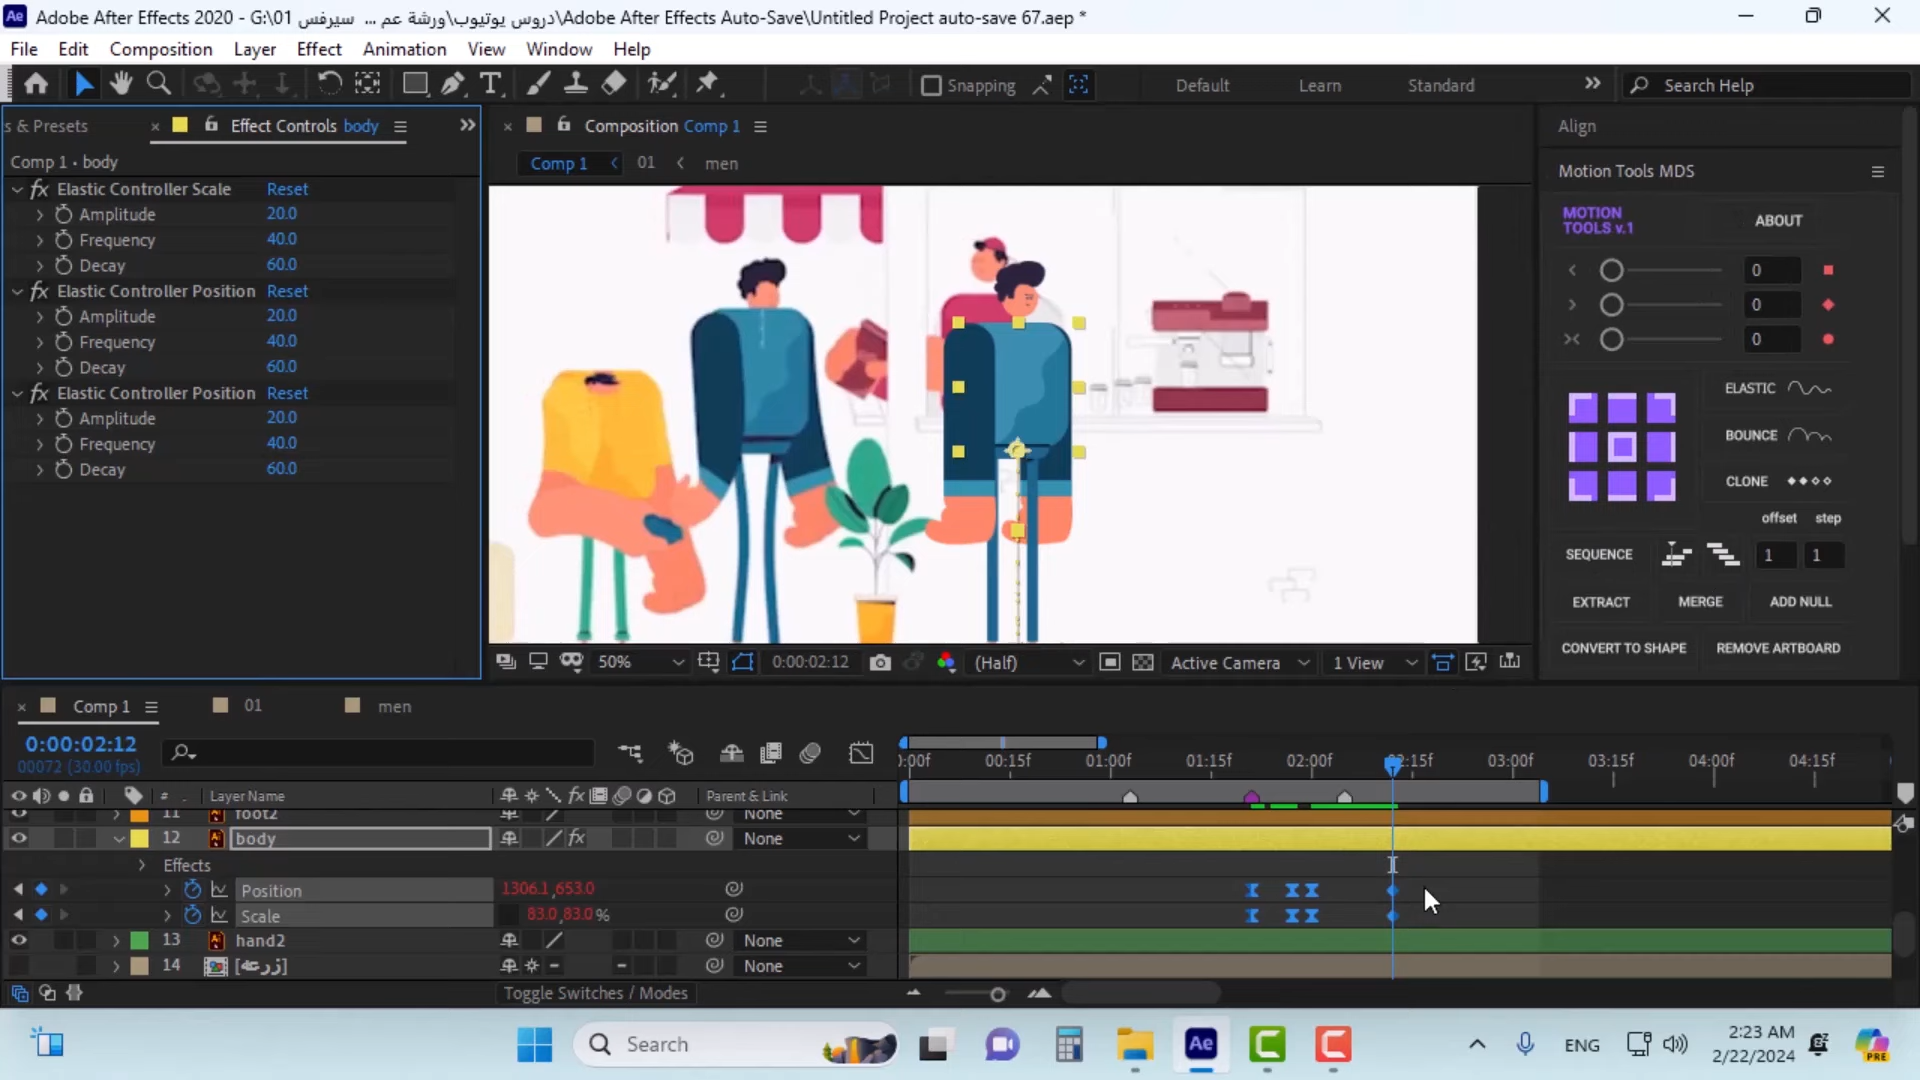 Adobe After Effects 2020 - G:\01 سيرفس ... دروس يوتيوب\ورشة عم\Adobe After Effects Auto-Save\Untitled Project auto-save 67.aep *
File Edit Composition Layer Effect Animation View Window Help
Snapping Default Learn Standard Search Help
s & Presets Effect Controls body
Comp 1 • body
fx Elastic Controller Scale Reset
Amplitude 20.0
Frequency 40.0
Decay 60.0
fx Elastic Controller Position Reset
Amplitude 20.0
Frequency 40.0
Decay 60.0
fx Elastic Controller Position Reset
Amplitude 20.0
Frequency 40.0
Decay 60.0
Composition Comp 1
Comp 1 01 men
50% 0:00:02:12 (Half) Active Camera 1 View
Align
Motion Tools MDS
MOTION
TOOLS v.1
ABOUT
0
0
0
ELASTIC
BOUNCE
CLONE
offset step
SEQUENCE 1 1
EXTRACT MERGE ADD NULL
CONVERT TO SHAPE REMOVE ARTBOARD
Comp 1 01 men
0:00:02:12
00072 (30.00 fps)
):00f 00:15f 01:00f 01:15f 02:00f 02:15f 03:00f 03:15f 04:00f 04:15f
# Layer Name fx Parent & Link
11 foot2 None
12 body fx None
Effects
Position 1306.1,653.0
Scale 83.0,83.0 %
13 hand2 None
14 None
Toggle Switches / Modes
Search
Ae
ENG
2:23 AM
2/22/2024
PRE